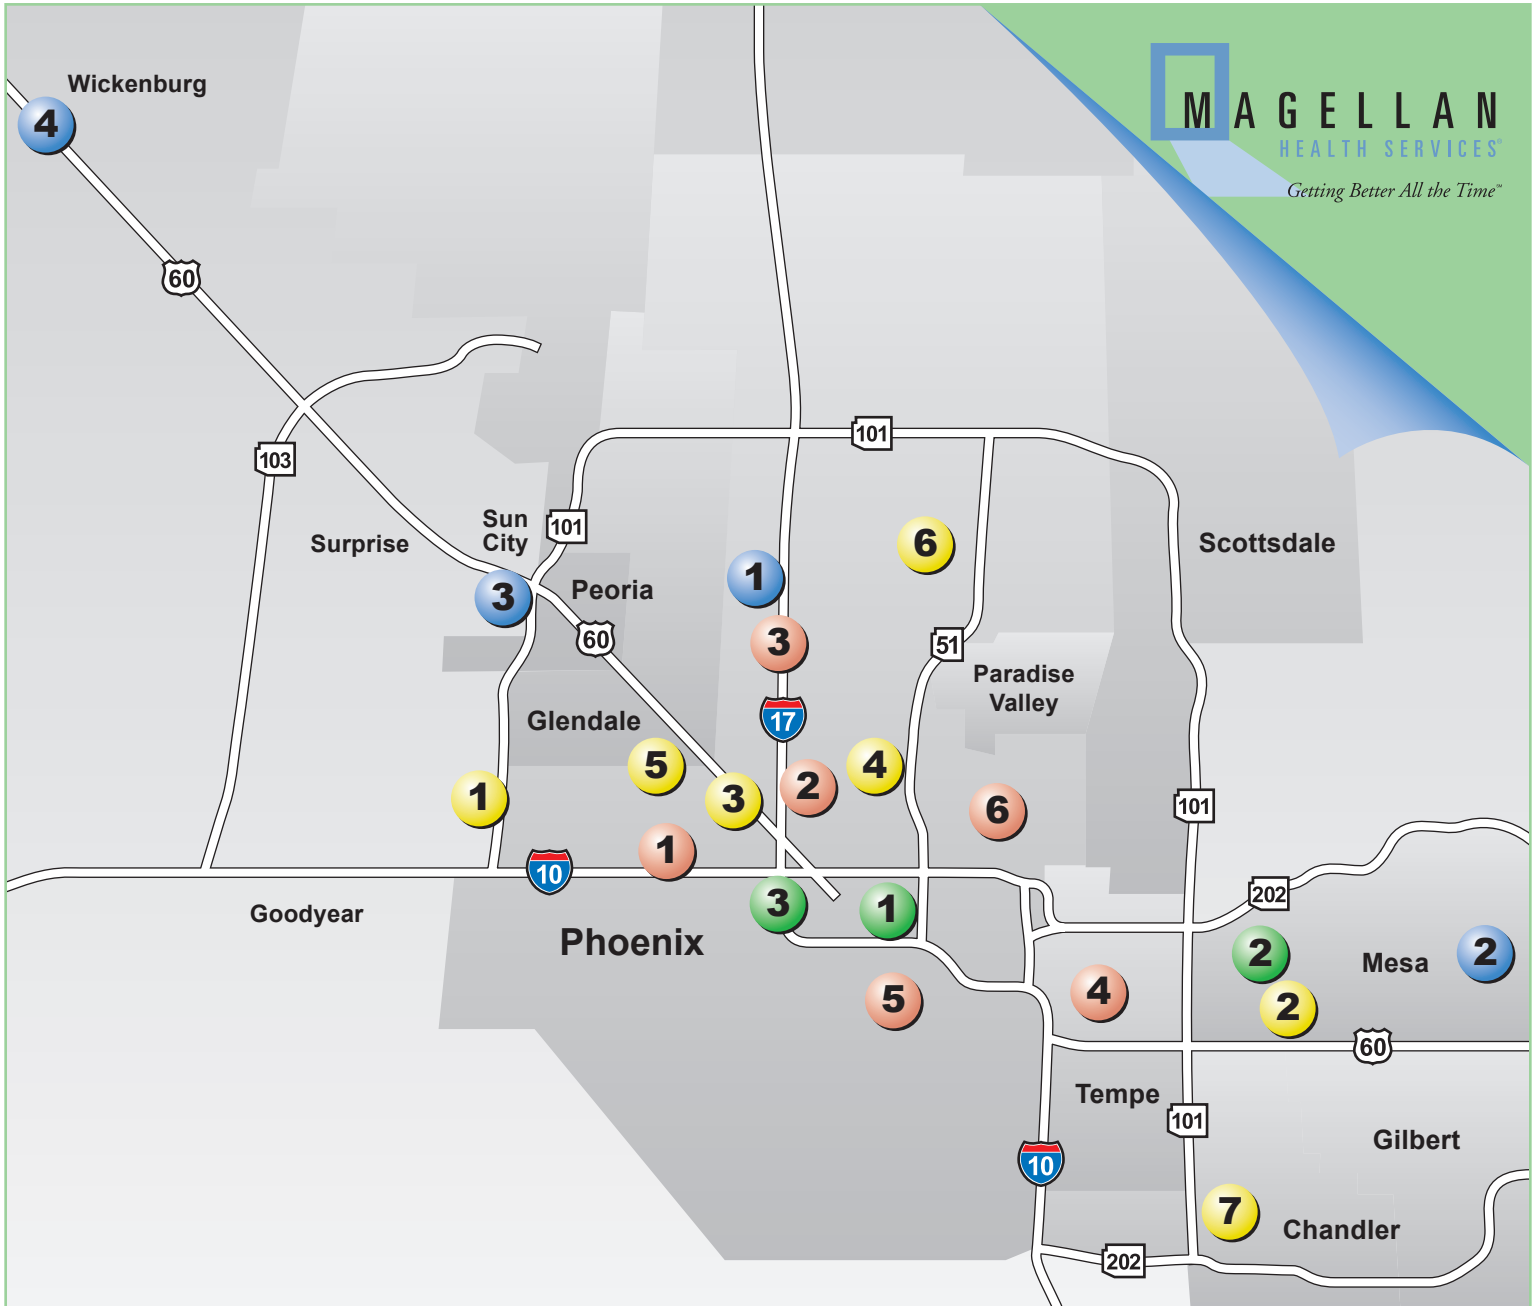 Wickenburg
4
MAGELLAN
HEALTH SERVICES®
Getting Better All the Time℠
60
101
103
Sun
City
101
Surprise
6
Scottsdale
1
3
Peoria
60
3
51
Paradise
Valley
17
Glendale
5
4
1
3
2
6
101
1
10
202
3
1
Goodyear
Phoenix
2
Mesa
2
5
4
2
60
Tempe
101
Gilbert
10
7
Chandler
202